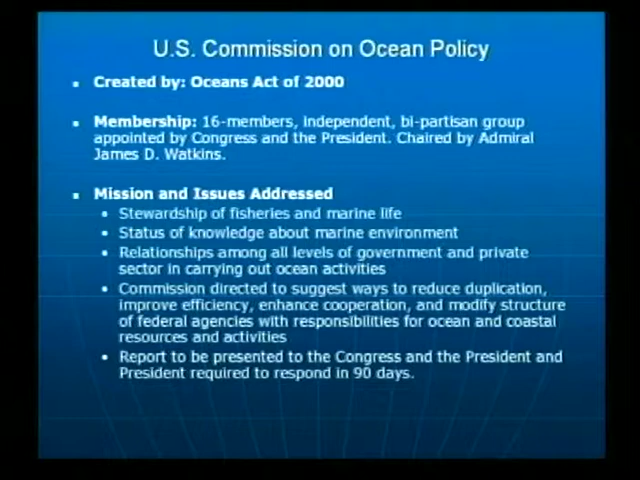 U.S. Commission on Ocean Policy
Created by: Oceans Act of 2000
Membership: 16-members, independent, bi-partisan group
appointed by Congress and the President. Chaired by Admiral
James D. Watkins.
Mission and Issues Addressed
Stewardship of fisheries and marine life
Status of knowledge about marine environment
Relationships among all levels of government and private
sector in carrying out ocean activities
Commission directed to suggest ways to reduce duplication,
improve efficiency, enhance cooperation, and modify structure
of federal agencies with responsibilities for ocean and coastal
resources and activities
Report to be presented to the Congress and the President and
President required to respond in 90 days.